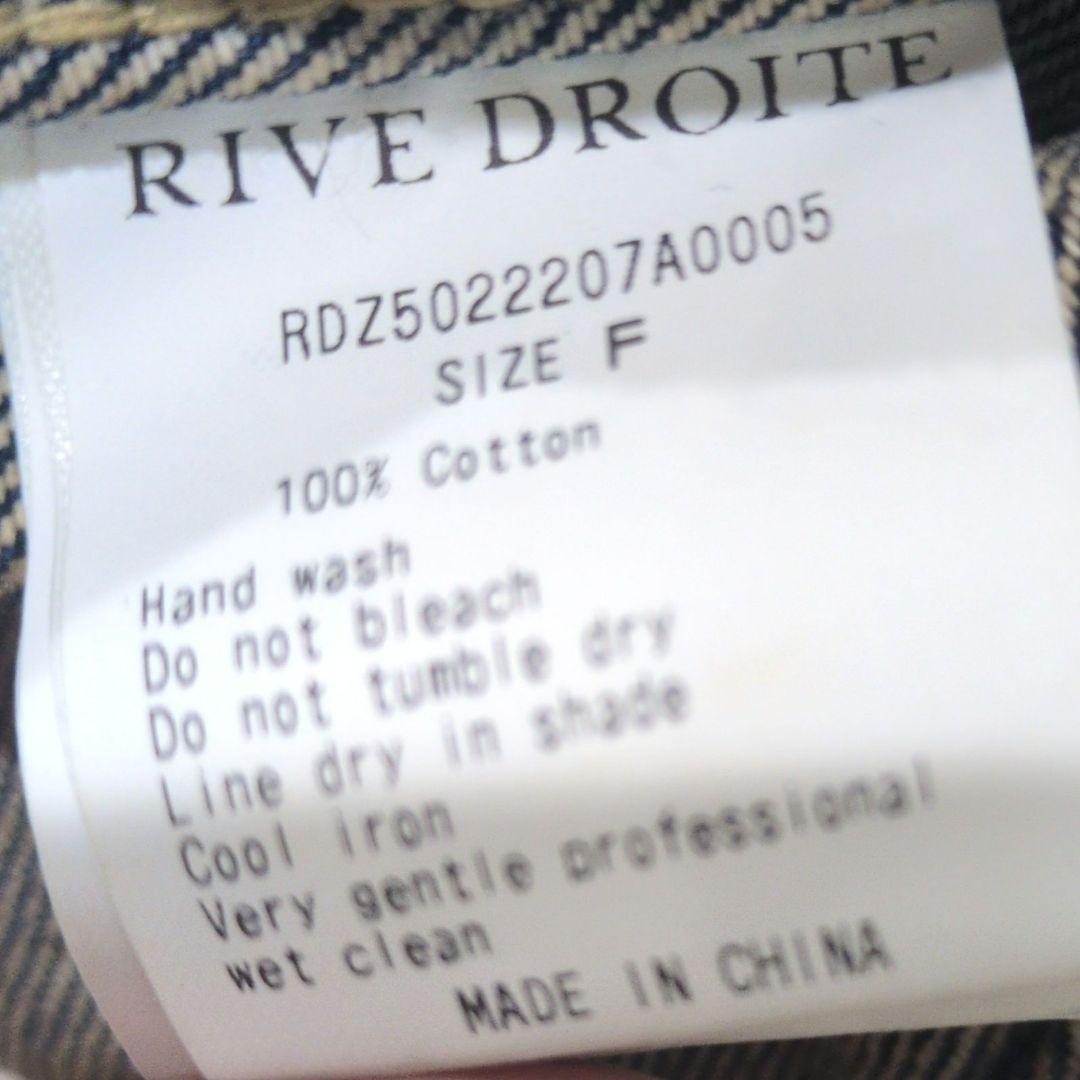 RIVE DROITE
RDZ5022207A0005
SIZE F
100% Cotton
Hand wash
Do not bleach
Do not tumble dry
Line dry in shade
Cool iron
Very gentle professional
wet clean
MADE IN CHINA